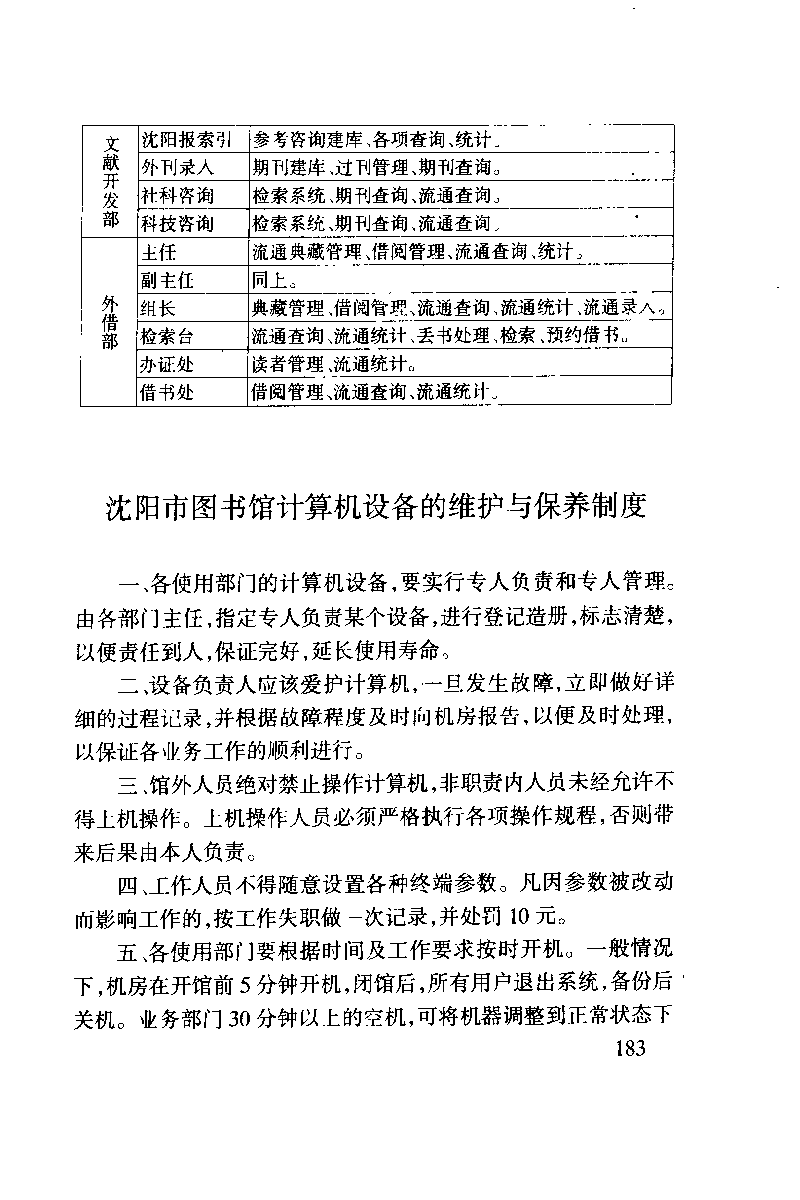 文献开发部
沈阳报索引 参考咨询建库、各项查询、统计。
外刊录入 期刊建库、过刊管理、期刊查询。
社科咨询 检索系统、期刊查询、流通查询。
科技咨询 检索系统、期刊查询、流通查询。
外借部
主任 流通典藏管理、借阅管理、流通查询、统计。
副主任 同上。
组长 典藏管理、借阅管理、流通查询、流通统计、流通录入。
检索台 流通查询、流通统计、丢书处理、检索、预约借书。
办证处 读者管理、流通统计。
借书处 借阅管理、流通查询、流通统计。
沈阳市图书馆计算机设备的维护与保养制度
一、各使用部门的计算机设备,要实行专人负责和专人管理。
由各部门主任,指定专人负责某个设备,进行登记造册,标志清楚,
以便责任到人,保证完好,延长使用寿命。
二、设备负责人应该爱护计算机,一旦发生故障,立即做好详
细的过程记录,并根据故障程度及时向机房报告,以便及时处理,
以保证各业务工作的顺利进行。
三、馆外人员绝对禁止操作计算机,非职责内人员未经允许不
得上机操作。上机操作人员必须严格执行各项操作规程,否则带
来后果由本人负责。
四、工作人员不得随意设置各种终端参数。凡因参数被改动
而影响工作的,按工作失职做一次记录,并处罚 10 元。
五、各使用部门要根据时间及工作要求按时开机。一般情况
下,机房在开馆前 5 分钟开机,闭馆后,所有用户退出系统,备份后
关机。业务部门 30 分钟以上的空机,可将机器调整到正常状态下
183